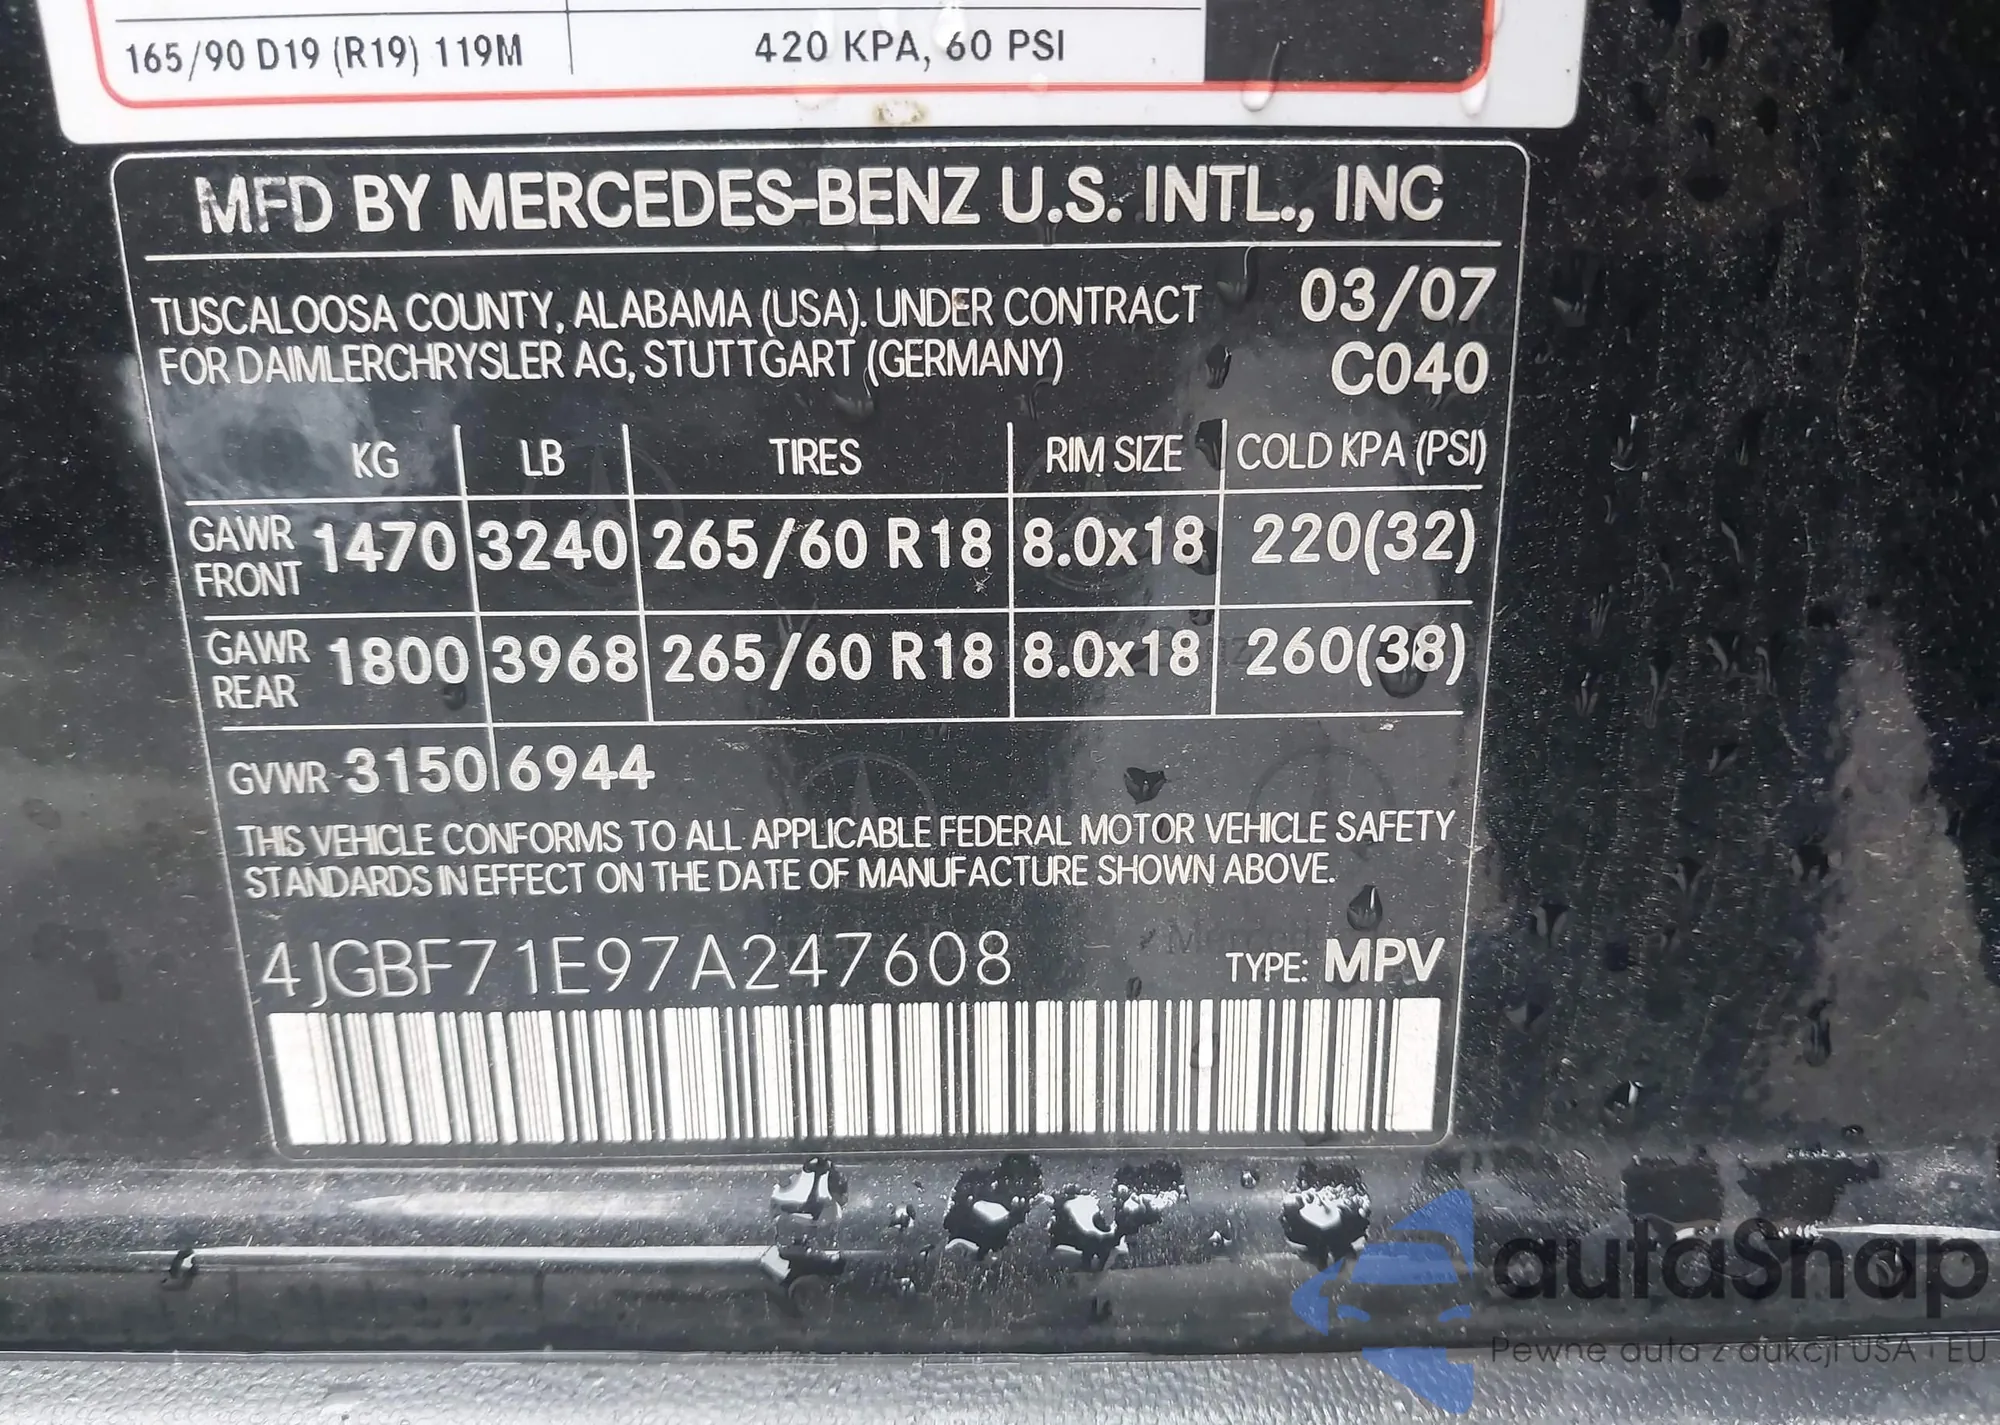 165/90 D19 (R19) 119M 420 KPA, 60 PSI
MFD BY MERCEDES-BENZ U.S. INTL., INC
TUSCALOOSA COUNTY, ALABAMA (USA). UNDER CONTRACT 03/07
FOR DAIMLERCHRYSLER AG, STUTTGART (GERMANY) C040
KG LB TIRES RIM SIZE COLD KPA (PSI)
GAWR FRONT 1470 3240 265/60 R18 8.0x18 220(32)
GAWR REAR 1800 3968 265/60 R18 8.0x18 260(38)
GVWR 3150 6944
THIS VEHICLE CONFORMS TO ALL APPLICABLE FEDERAL MOTOR VEHICLE SAFETY
STANDARDS IN EFFECT ON THE DATE OF MANUFACTURE SHOWN ABOVE.
4JGBF71E97A247608 TYPE: MPV
autaSnap
Pewne auta z aukcji USA i EU